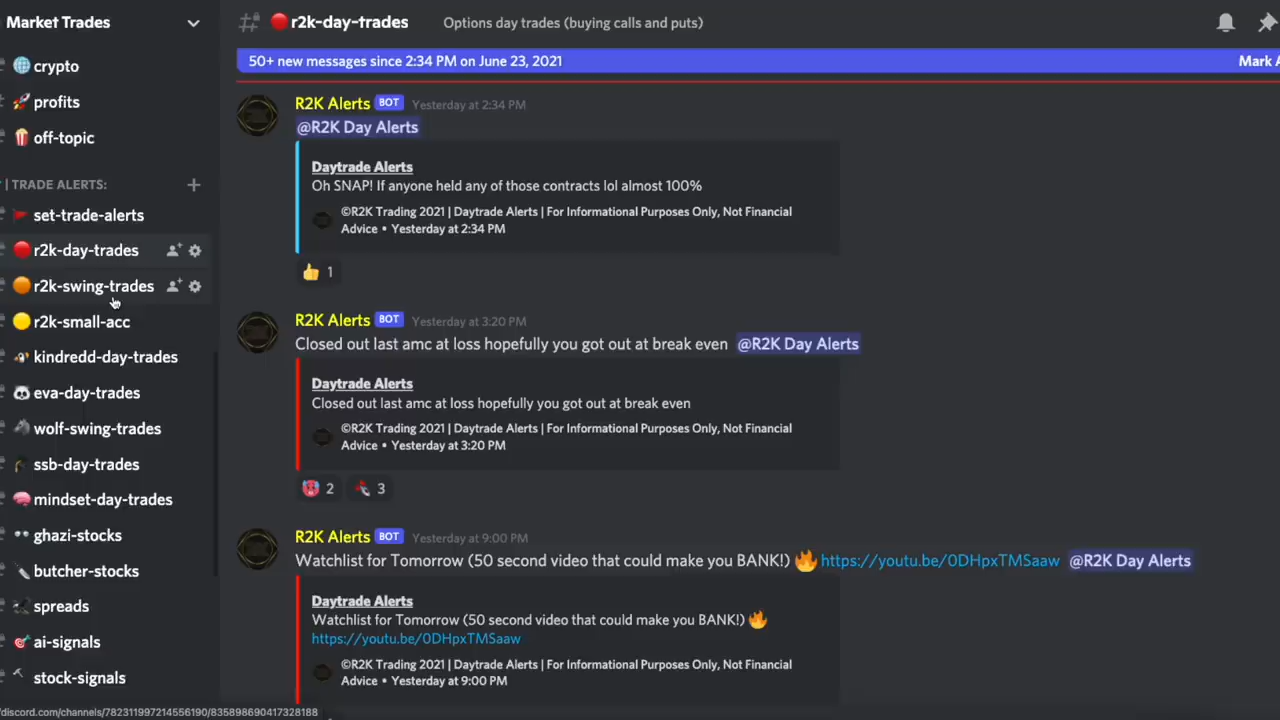 Market Trades
crypto
profits
off-topic
| TRADE ALERTS:
set-trade-alerts
r2k-day-trades
r2k-swing-trades
r2k-small-acc
kindredd-day-trades
eva-day-trades
wolf-swing-trades
ssb-day-trades
mindset-day-trades
ghazi-stocks
butcher-stocks
spreads
ai-signals
stock-signals
/discord.com/channels/782311997214556190/835898690417328188
r2k-day-trades Options day trades (buying calls and puts)
50+ new messages since 2:34 PM on June 23, 2021 Mark A
R2K Alerts BOT Yesterday at 2:34 PM
@R2K Day Alerts
Daytrade Alerts
Oh SNAP! If anyone held any of those contracts lol almost 100%
©R2K Trading 2021 | Daytrade Alerts | For Informational Purposes Only, Not Financial
Advice • Yesterday at 2:34 PM
👍 1
R2K Alerts BOT Yesterday at 3:20 PM
Closed out last amc at loss hopefully you got out at break even @R2K Day Alerts
Daytrade Alerts
Closed out last amc at loss hopefully you got out at break even
©R2K Trading 2021 | Daytrade Alerts | For Informational Purposes Only, Not Financial
Advice • Yesterday at 3:20 PM
2 3
R2K Alerts BOT Yesterday at 9:00 PM
Watchlist for Tomorrow (50 second video that could make you BANK!) 🔥 https://youtu.be/0DHpxTMSaaw @R2K Day Alerts
Daytrade Alerts
Watchlist for Tomorrow (50 second video that could make you BANK!) 🔥
https://youtu.be/0DHpxTMSaaw
©R2K Trading 2021 | Daytrade Alerts | For Informational Purposes Only, Not Financial
Advice • Yesterday at 9:00 PM